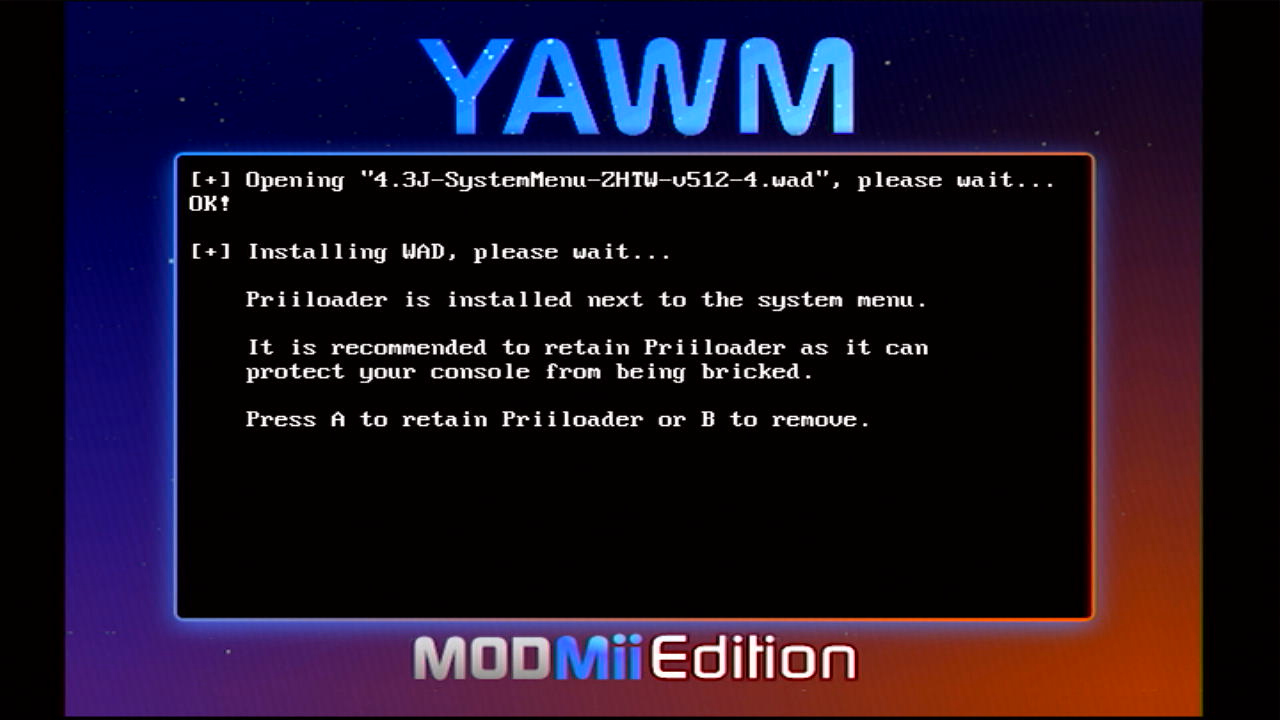 YAWM
[+] Opening "4.3J-SystemMenu-ZHTW-v512-4.wad", please wait...
OK!
[+] Installing WAD, please wait...
Priiloader is installed next to the system menu.
It is recommended to retain Priiloader as it can
protect your console from being bricked.
Press A to retain Priiloader or B to remove.
MODMii Edition